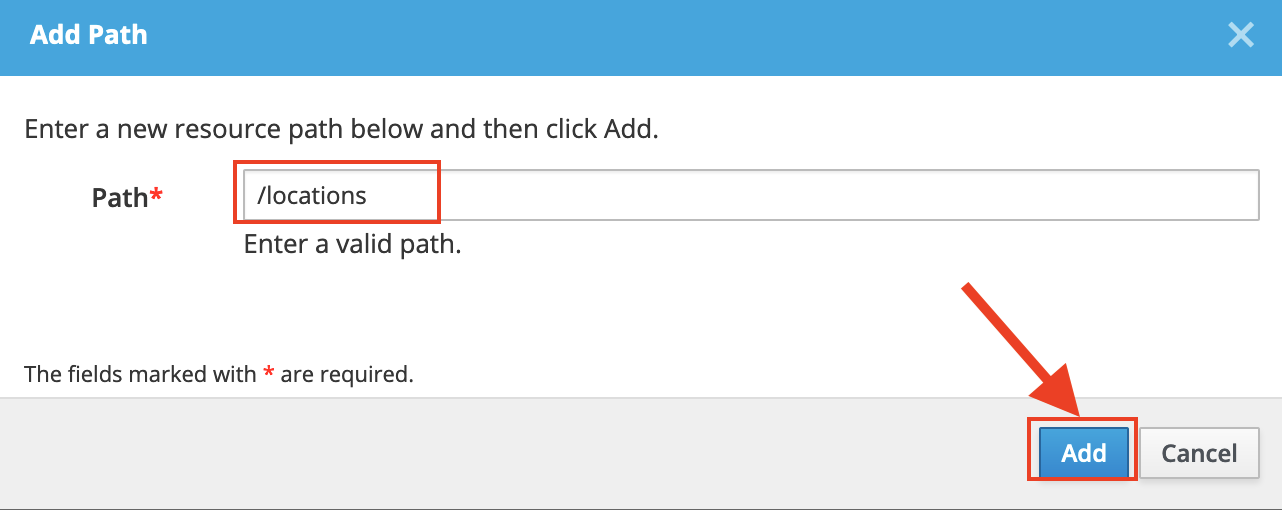 Add Path
Enter a new resource path below and then click Add.
Path*
/locations
Enter a valid path.
The fields marked with * are required.
Add
Cancel